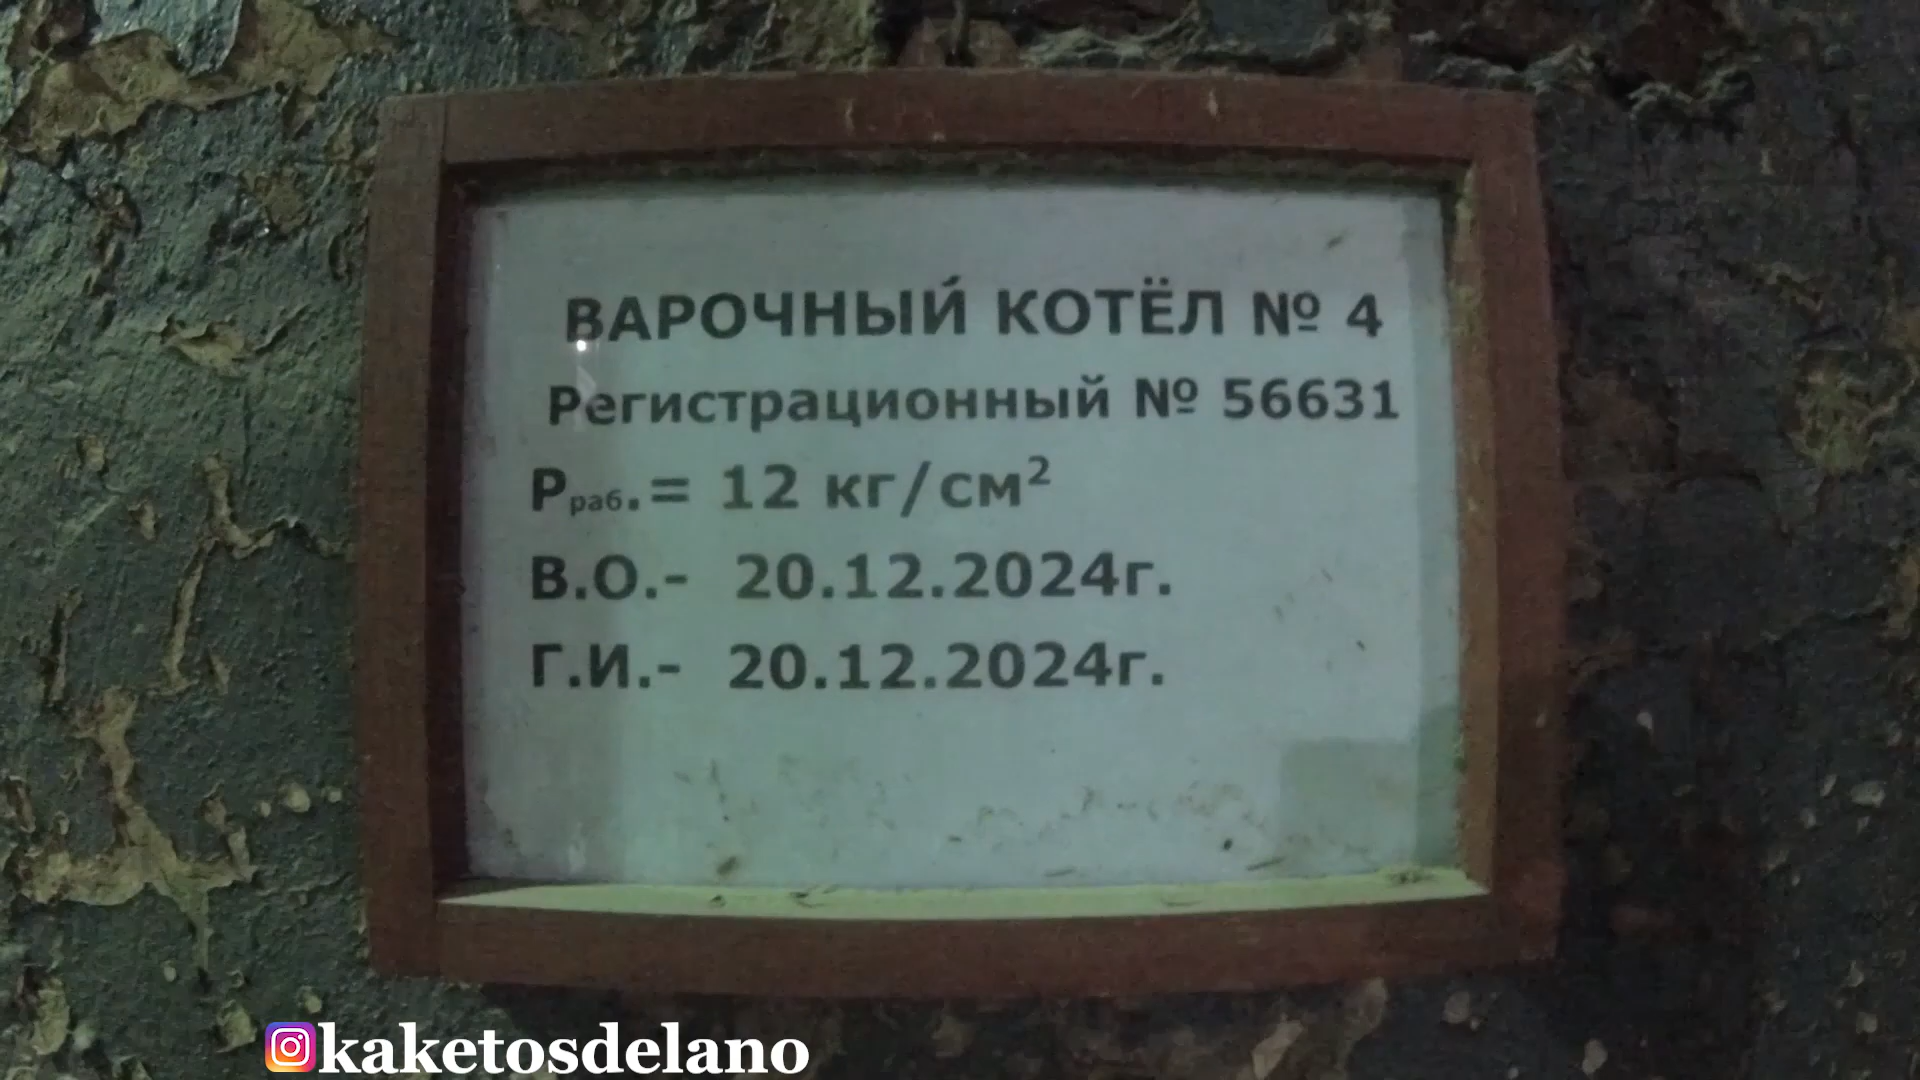 ВАРОЧНЫЙ КОТЁЛ № 4
Регистрационный № 56631
Рраб.= 12 кг/см²
В.О.- 20.12.2024г.
Г.И.- 20.12.2024г.
kaketosdelano